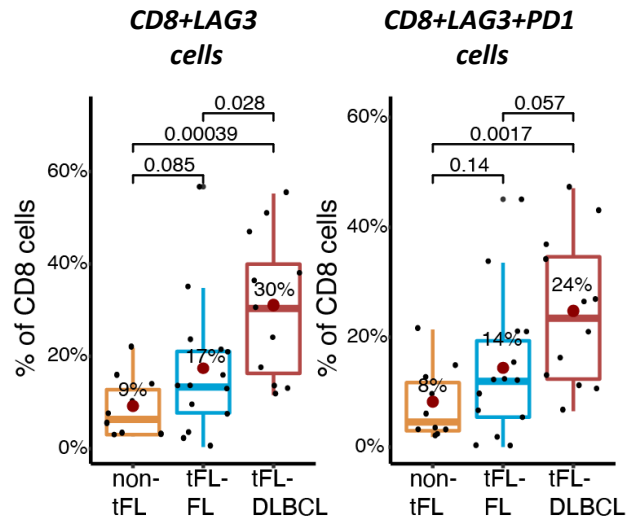 CD8+LAG3
cells
0.028
0.00039
0.085
60%
40%
20%
0%
% of CD8 cells
9%
17%
30%
non-
tFL
tFL-
FL
tFL-
DLBCL
CD8+LAG3+PD1
cells
0.057
0.0017
0.14
60%
40%
20%
0%
% of CD8 cells
8%
14%
24%
non-
tFL
tFL-
FL
tFL-
DLBCL